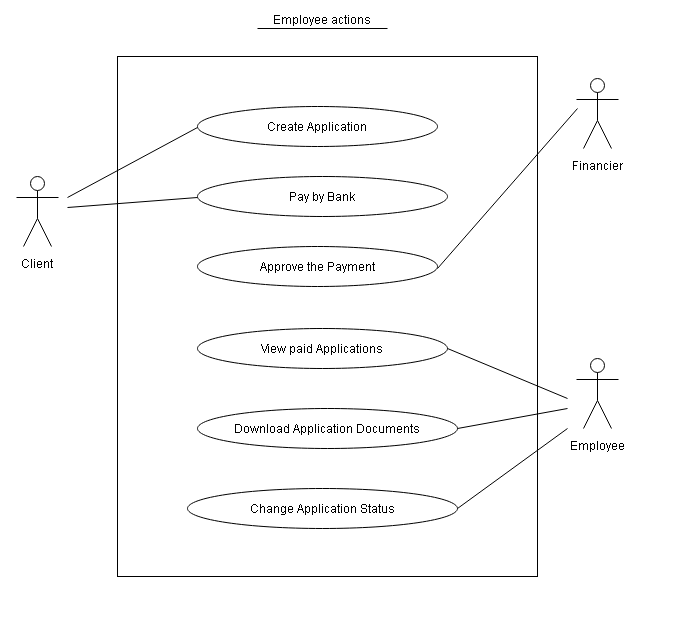 Employee actions
Create Application
Financier
Pay by Bank
Client
Approve the Payment
View paid Applications
Download Application Documents
Employee
Change Application Status